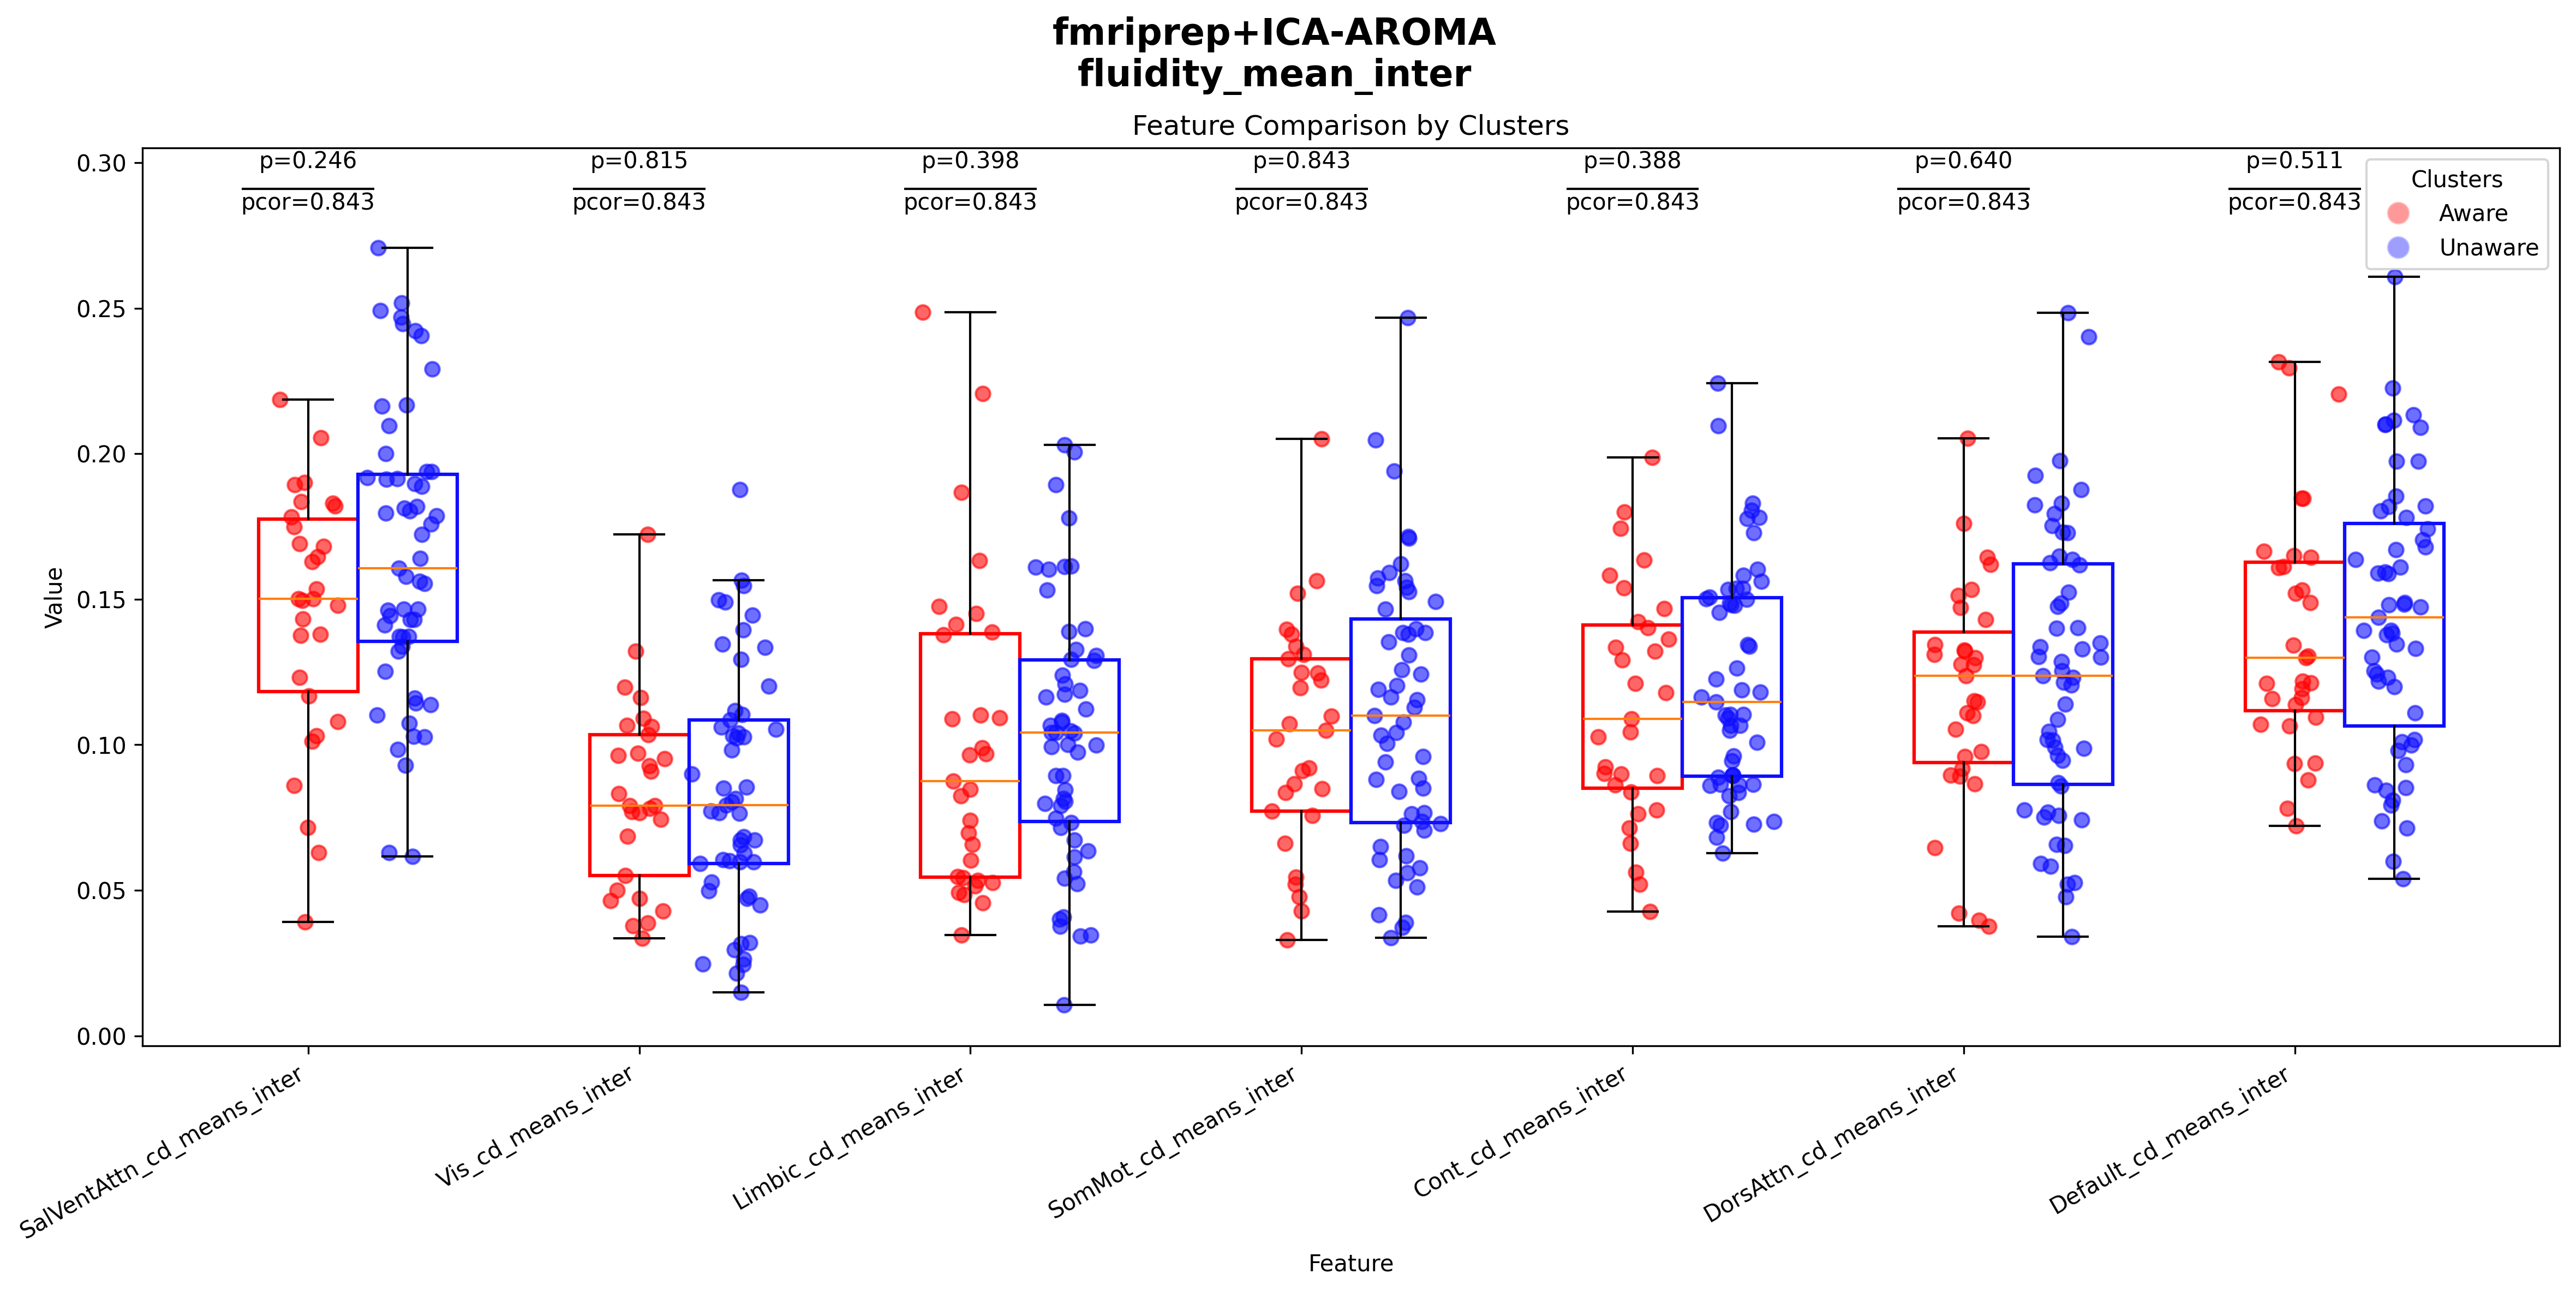 fmriprep+ICA-AROMA
fluidity_mean_inter
Feature Comparison by Clusters
p=0.246 p=0.815 p=0.398 p=0.843 p=0.388 p=0.640 p=0.511
pcor=0.843 pcor=0.843 pcor=0.843 pcor=0.843 pcor=0.843 pcor=0.843 pcor=0.843
Clusters
Aware
Unaware
0.30
0.25
0.20
0.15
0.10
0.05
0.00
Value
SalVentAttn_cd_means_inter
Vis_cd_means_inter
Limbic_cd_means_inter
SomMot_cd_means_inter
Cont_cd_means_inter
DorsAttn_cd_means_inter
Default_cd_means_inter
Feature